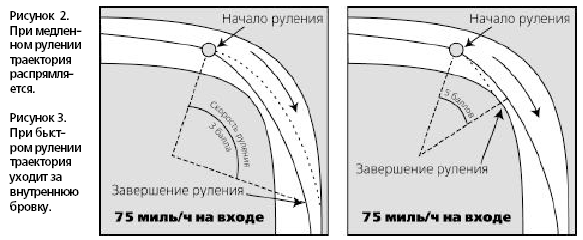 Рисунок 2.
При медлен-
ном рулении
траектория
распрямля-
ется.
Рисунок 3.
При быст-
ром рулении
траектория
уходит за
внутреннюю
бровку.
Начало руления
Скорость руления
3 балла
Завершение руления
75 миль/ч на входе
Начало руления
5 баллов
Завершение руления
75 миль/ч на входе